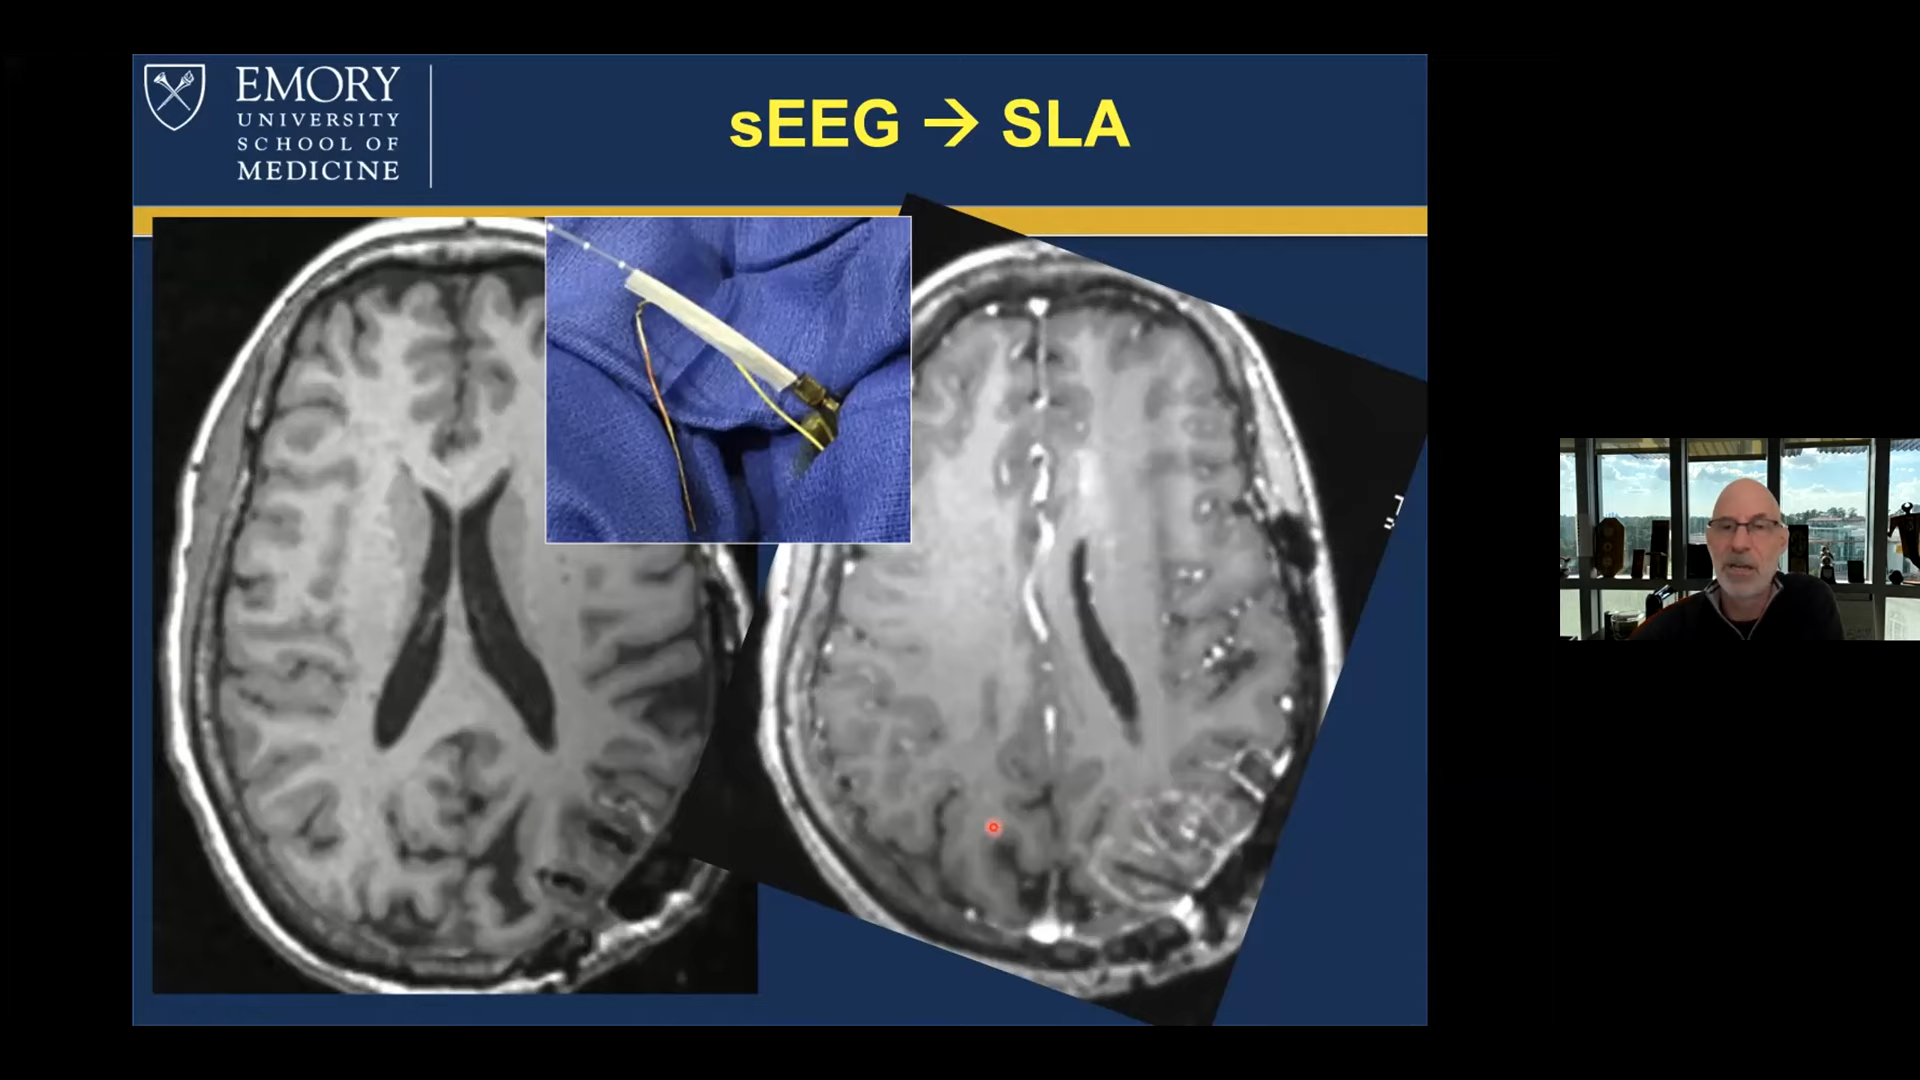 EMORY
UNIVERSITY
SCHOOL OF
MEDICINE
sEEG → SLA